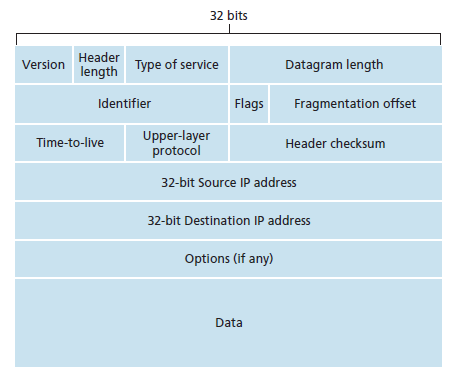 32 bits
Version
Header
length
Type of service
Datagram length
Identifier
Flags
Fragmentation offset
Time-to-live
Upper-layer
protocol
Header checksum
32-bit Source IP address
32-bit Destination IP address
Options (if any)
Data